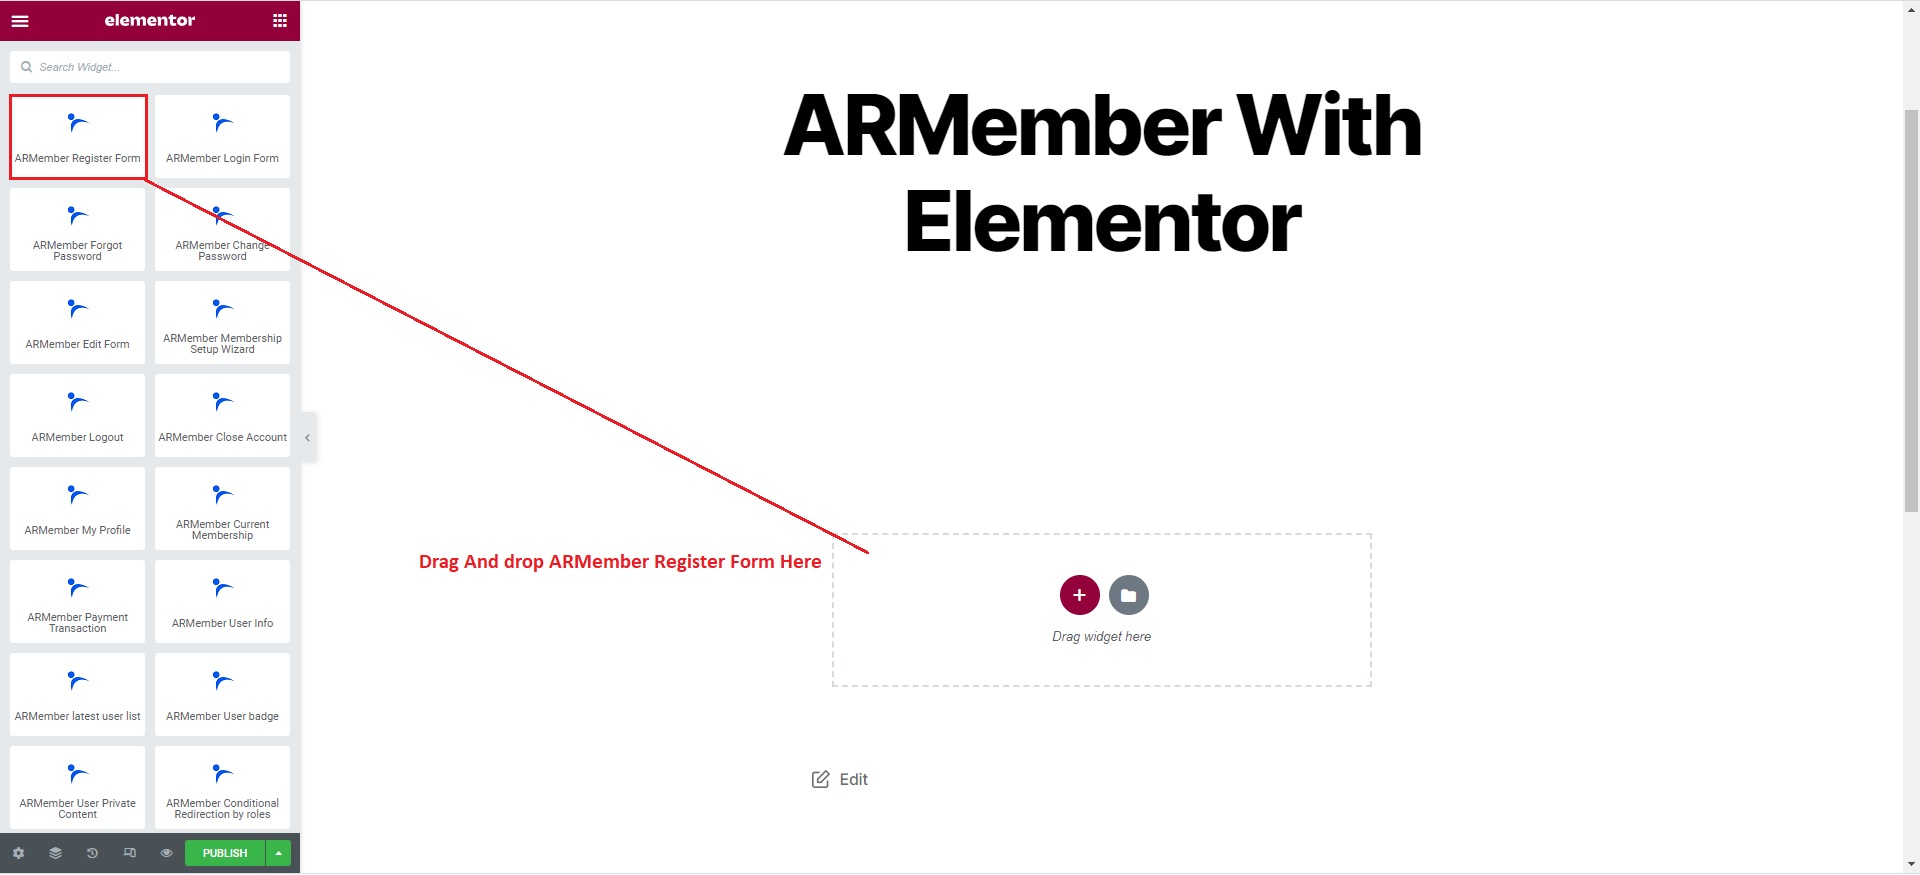 elementor
Search Widget...
ARMember Register Form
ARMember Login Form
ARMember Forgot
Password
ARMember Change
Password
ARMember Edit Form
ARMember Membership
Setup Wizard
ARMember Logout
ARMember Close Account
ARMember My Profile
ARMember Current
Membership
ARMember Payment
Transaction
ARMember User Info
ARMember latest user list
ARMember User badge
ARMember User Private
Content
ARMember Conditional
Redirection by roles
PUBLISH
ARMember With
Elementor
Drag And drop ARMember Register Form Here
Drag widget here
Edit